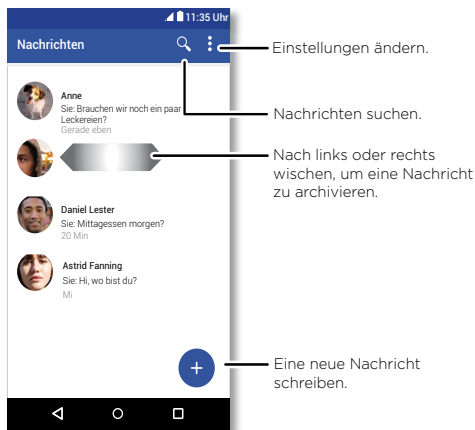 11:35 Uhr
Nachrichten
Einstellungen ändern.
Anne
Sie: Brauchen wir noch ein paar
Leckereien?
Gerade eben
Nachrichten suchen.
Nach links oder rechts
wischen, um eine Nachricht
zu archivieren.
Daniel Lester
Sie: Mittagessen morgen?
20 Min
Astrid Fanning
Sie: Hi, wo bist du?
Mi
+
Eine neue Nachricht
schreiben.